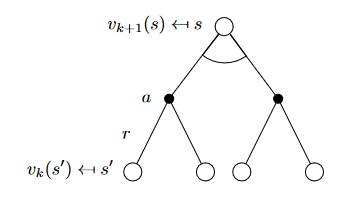 v_{k+1}(s) ↤ s
a
r
v_k(s') ↤ s'